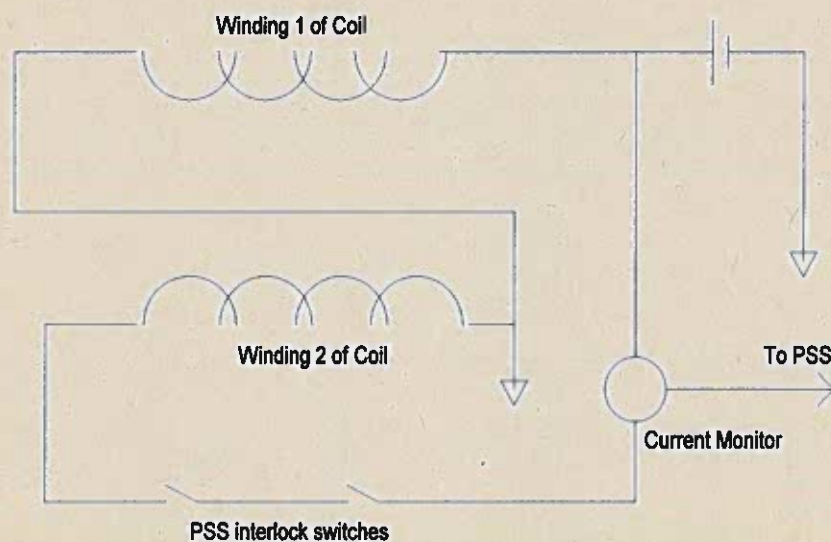 Winding 1 of Coil
Winding 2 of Coil
To PSS
Current Monitor
PSS interlock switches